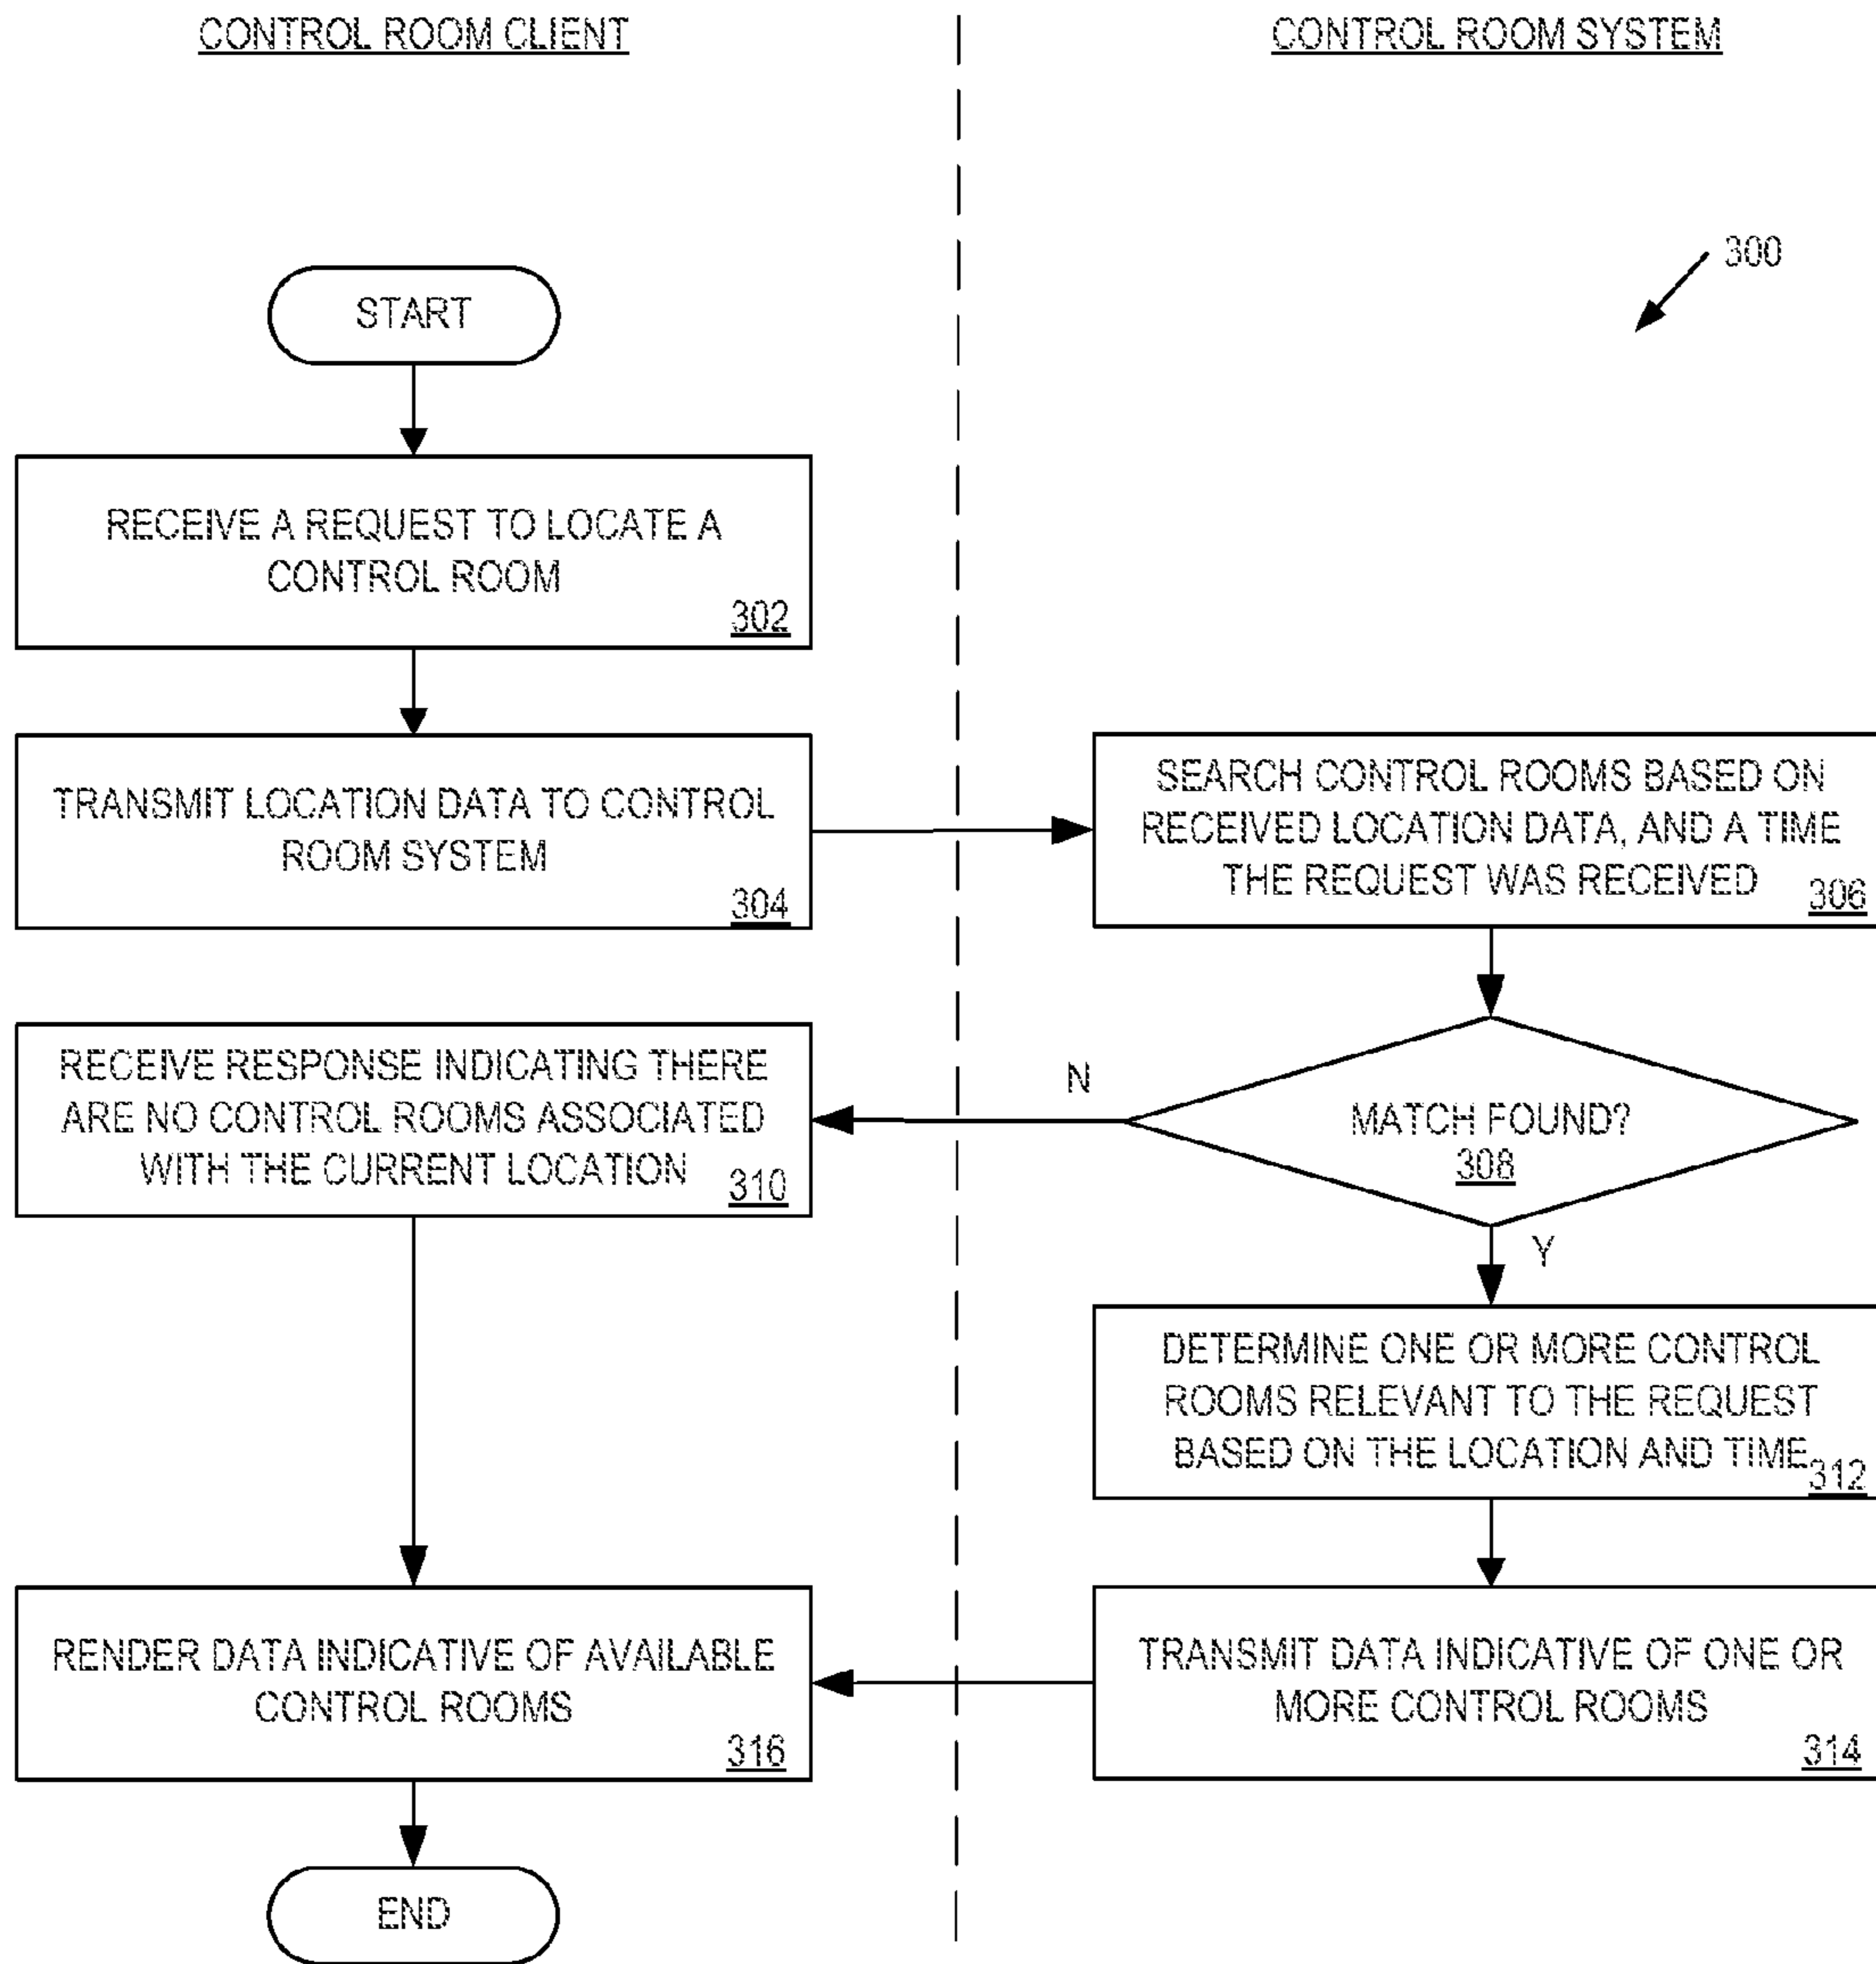 CONTROL ROOM CLIENT
CONTROL ROOM SYSTEM
300
START
RECEIVE A REQUEST TO LOCATE A
CONTROL ROOM
302
TRANSMIT LOCATION DATA TO CONTROL
ROOM SYSTEM
304
SEARCH CONTROL ROOMS BASED ON
RECEIVED LOCATION DATA, AND A TIME
THE REQUEST WAS RECEIVED
306
RECEIVE RESPONSE INDICATING THERE
ARE NO CONTROL ROOMS ASSOCIATED
WITH THE CURRENT LOCATION
310
N
MATCH FOUND?
308
Y
DETERMINE ONE OR MORE CONTROL
ROOMS RELEVANT TO THE REQUEST
BASED ON THE LOCATION AND TIME
312
RENDER DATA INDICATIVE OF AVAILABLE
CONTROL ROOMS
316
TRANSMIT DATA INDICATIVE OF ONE OR
MORE CONTROL ROOMS
314
END